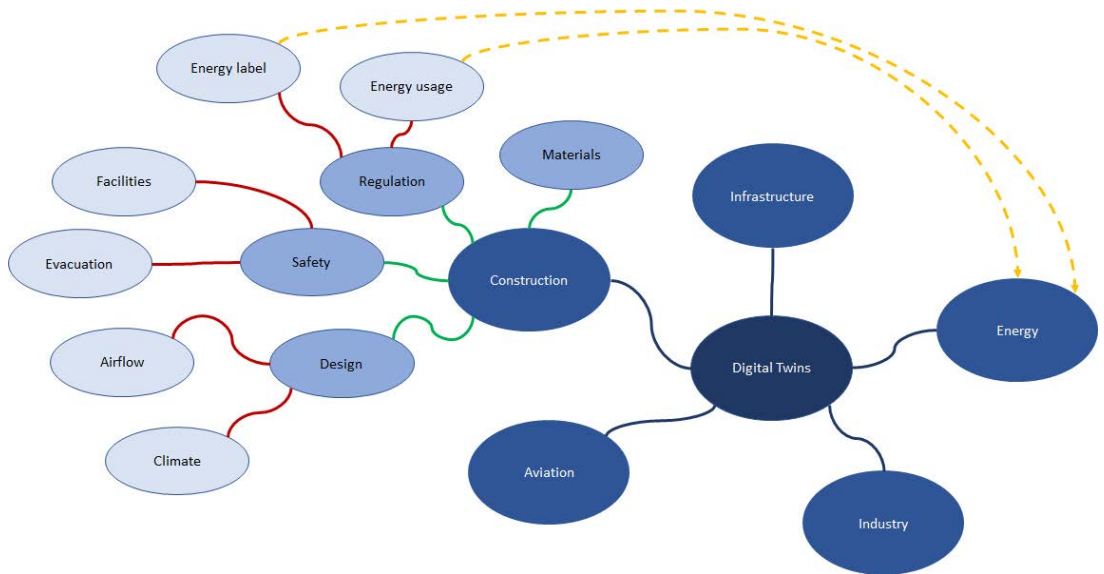 Energy label
Energy usage
Materials
Facilities
Regulation
Infrastructure
Evacuation
Safety
Construction
Energy
Airflow
Design
Digital Twins
Climate
Aviation
Industry